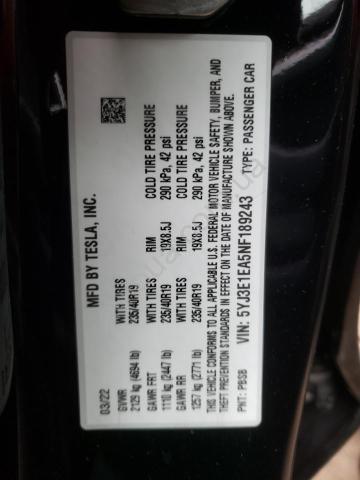 MFD BY TESLA, INC.
03/22
GVWR
2129 kg (4694 lb)
WITH TIRES
235/40R19
RIM
19X8.5J
COLD TIRE PRESSURE
290 kPa, 42 psi
GAWR FRT
1110 kg (2447 lb)
WITH TIRES
235/40R19
RIM
19X8.5J
COLD TIRE PRESSURE
290 kPa, 42 psi
GAWR RR
1257 kg (2771 lb)
THIS VEHICLE CONFORMS TO ALL APPLICABLE U.S. FEDERAL MOTOR VEHICLE SAFETY, BUMPER, AND
THEFT PREVENTION STANDARDS IN EFFECT ON THE DATE OF MANUFACTURE SHOWN ABOVE.
PNT: PBSB
VIN: 5YJ3E1EA5NF189243
TYPE: PASSENGER CAR